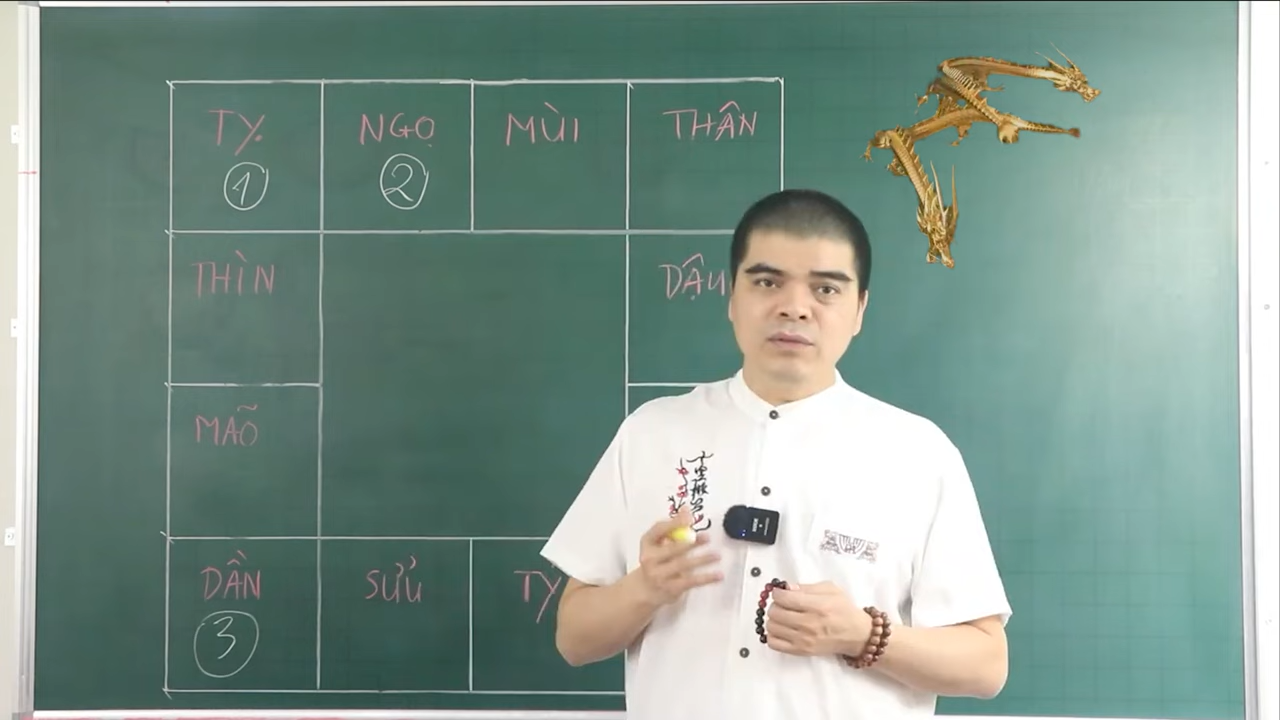 TỴ NGỌ MÙI THÂN
1 2
THÌN DẬU
MÃO
DẦN SỬU TÝ
3